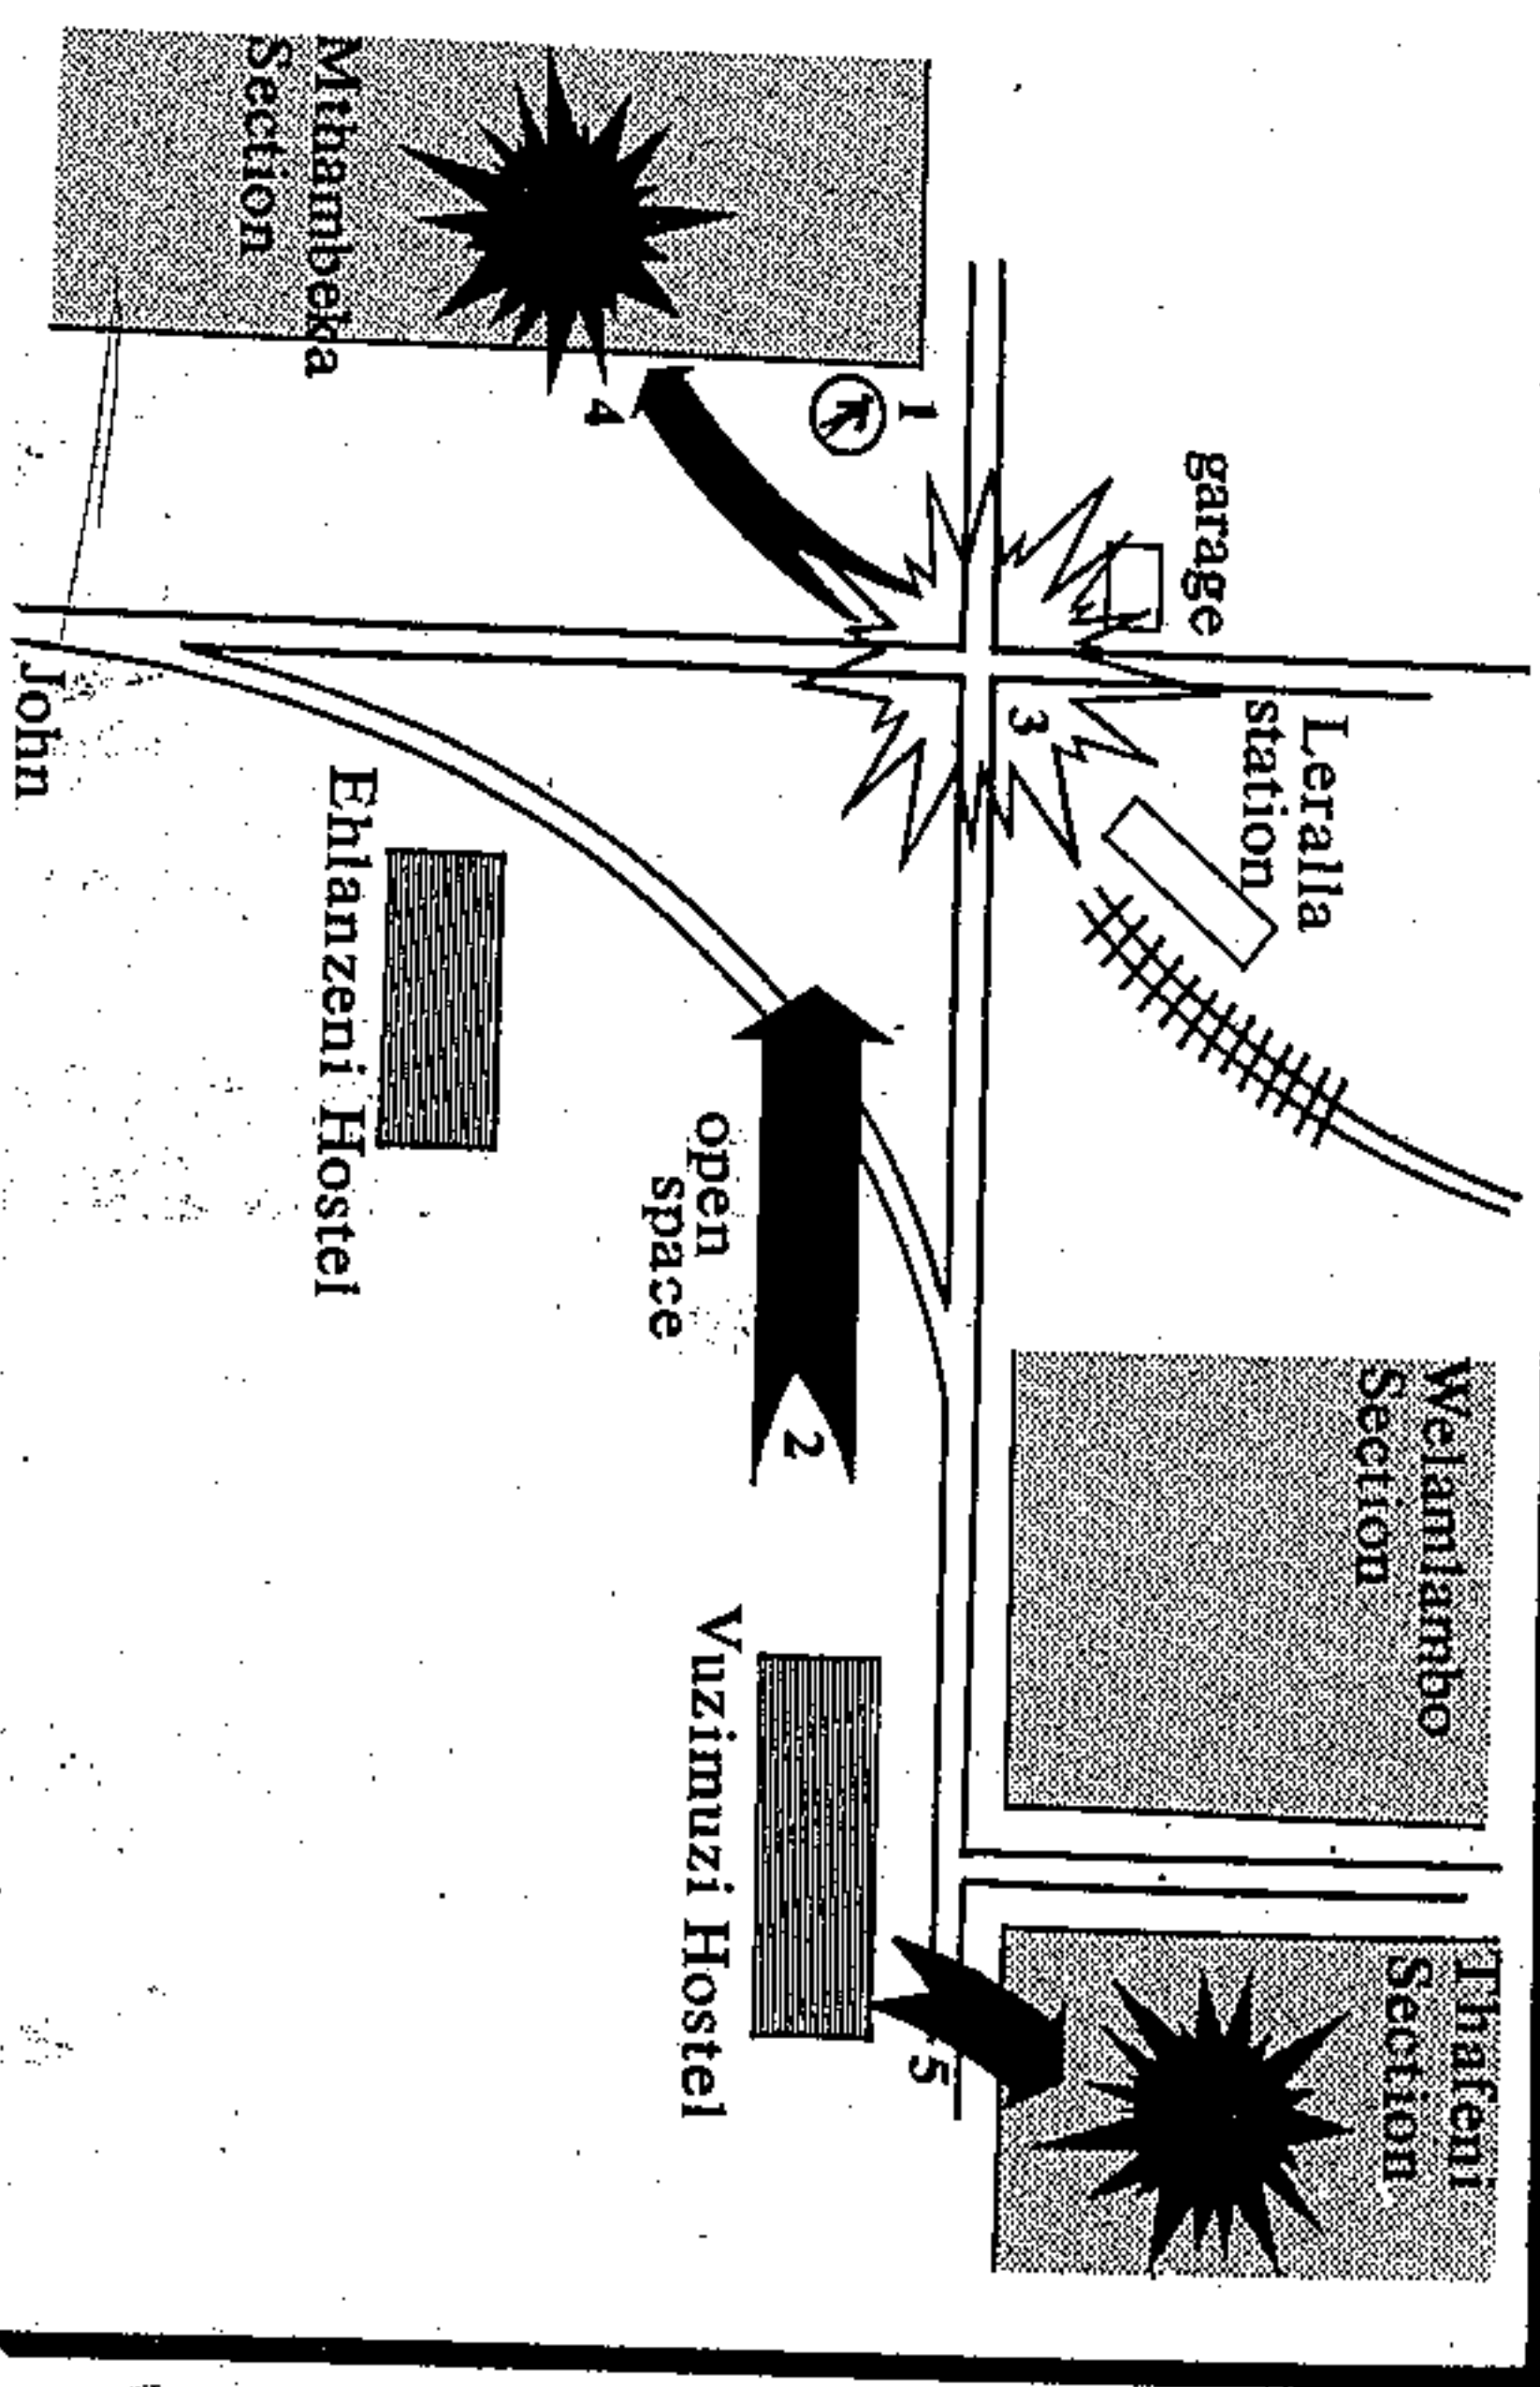 Thafeni
Section
Welamlambo
Section
Leralla
station
garage
3
1
5
2
open
space
Vuzimuzi Hostel
4
Mthambeka
Section
Ehlanzeni Hostel
John